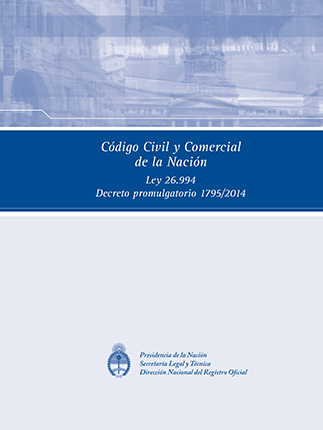 Código Civil y Comercial
de la Nación
Ley 26.994
Decreto promulgatorio 1795/2014
Presidencia de la Nación
Secretaría Legal y Técnica
Dirección Nacional del Registro Oficial